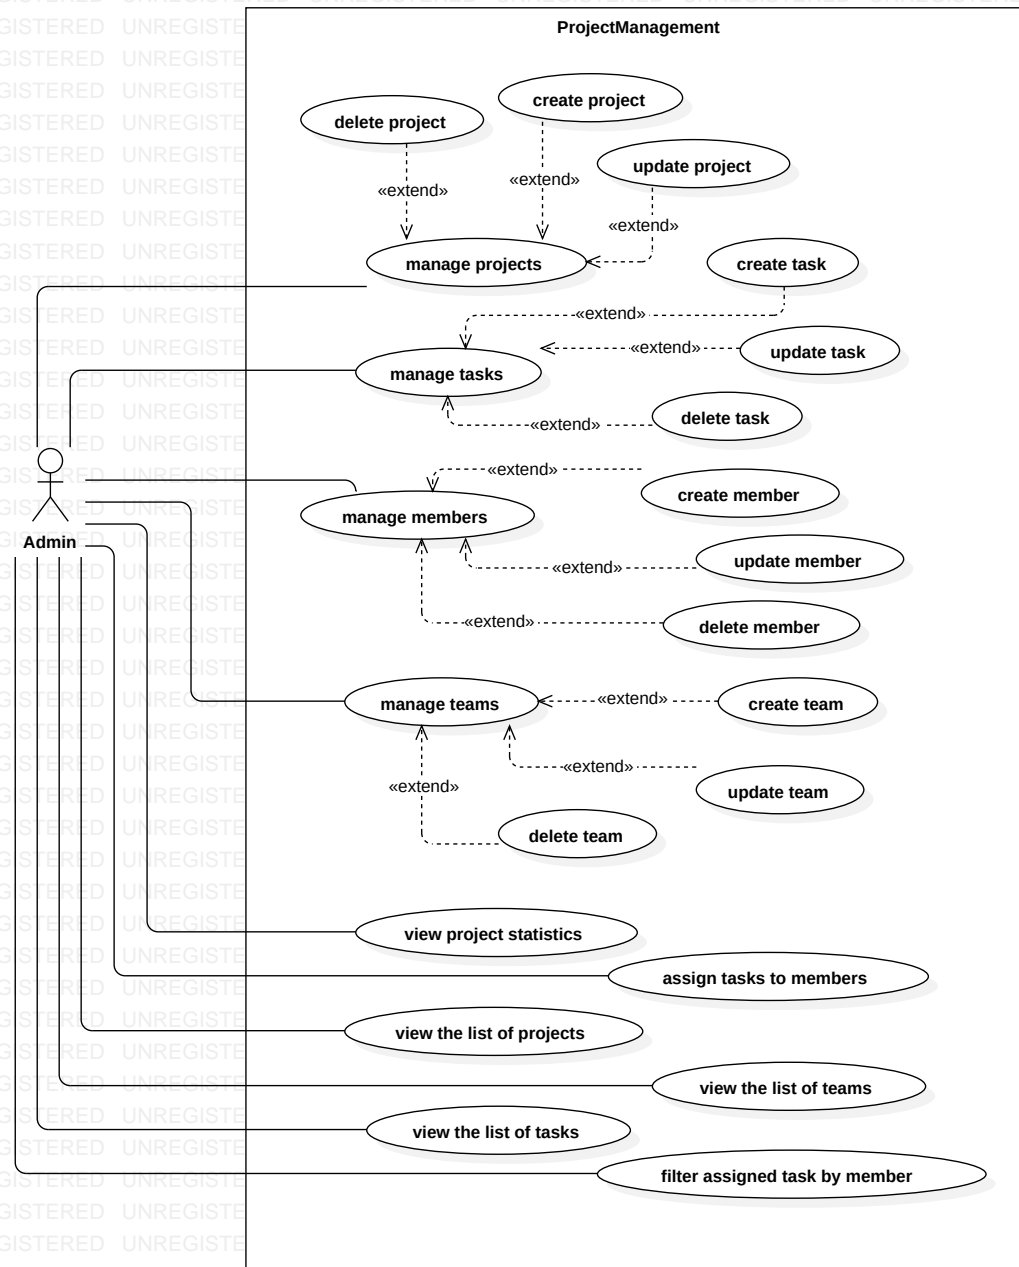 ProjectManagement
create project
delete project
update project
«extend»
«extend»
«extend»
manage projects
create task
«extend»
«extend»
update task
manage tasks
delete task
«extend»
«extend»
create member
manage members
Admin
update member
«extend»
«extend»
delete member
manage teams
«extend»
create team
«extend»
«extend»
update team
delete team
view project statistics
assign tasks to members
view the list of projects
view the list of teams
view the list of tasks
filter assigned task by member
UNREGISTERED